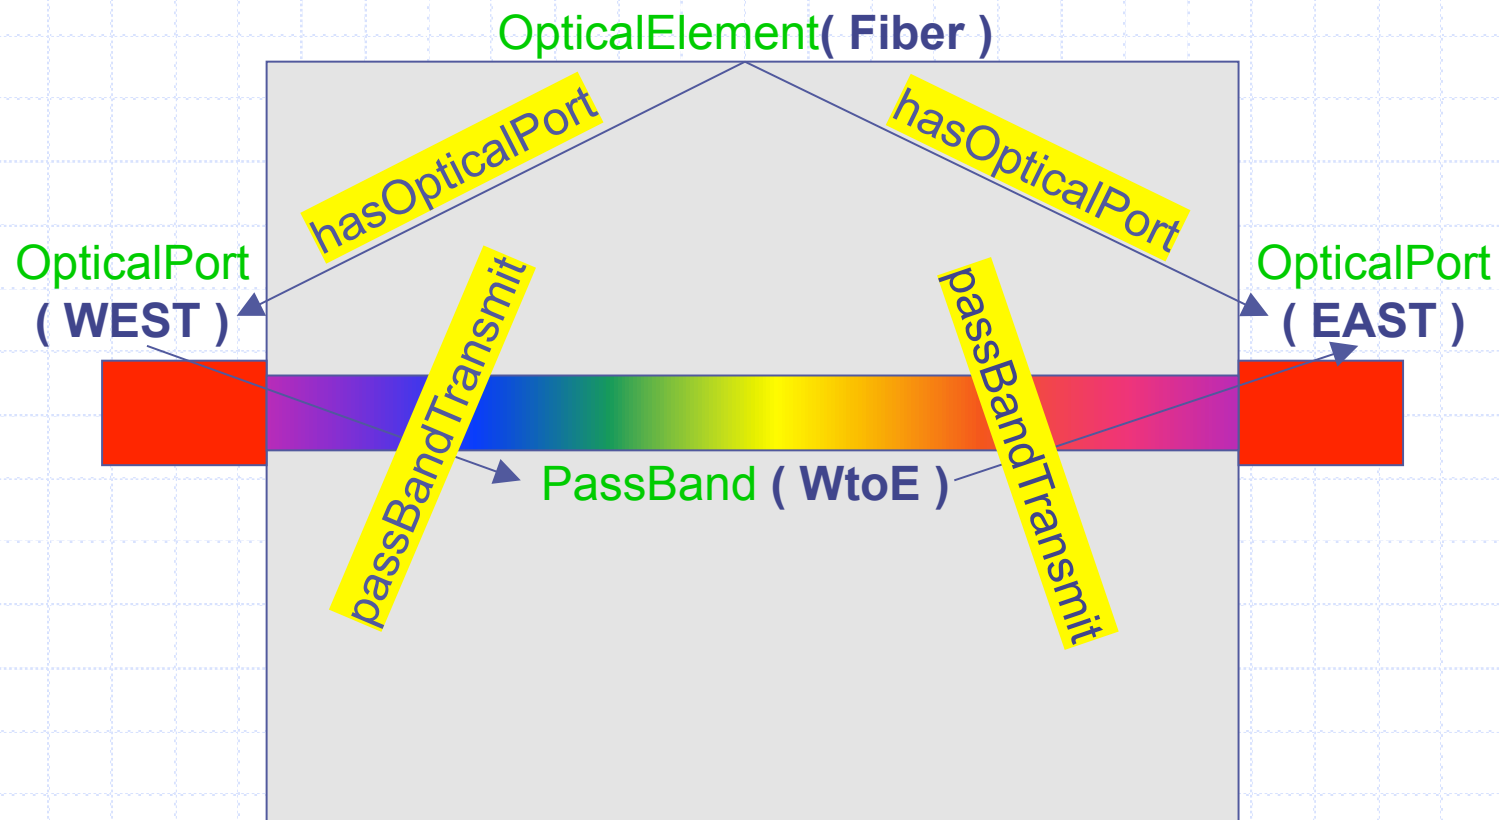 OpticalElement( Fiber )
hasOpticalPort
hasOpticalPort
OpticalPort
( WEST )
OpticalPort
( EAST )
passBandTransmit
passBandTransmit
PassBand ( WtoE )